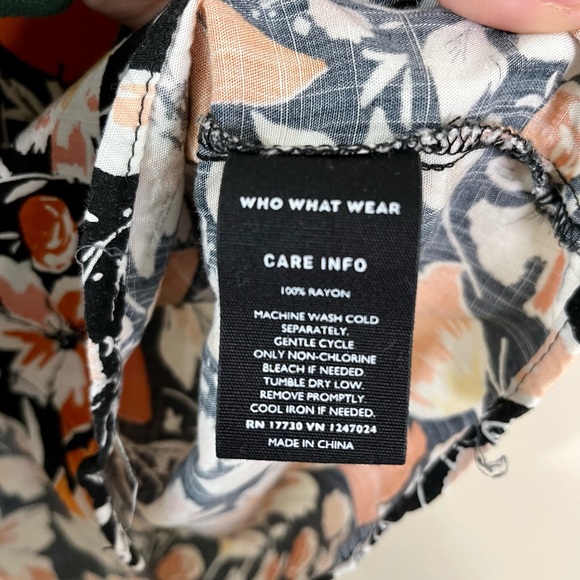 WHO WHAT WEAR
CARE INFO
100% RAYON
MACHINE WASH COLD
SEPARATELY.
GENTLE CYCLE
ONLY NON-CHLORINE
BLEACH IF NEEDED
TUMBLE DRY LOW.
REMOVE PROMPTLY.
COOL IRON IF NEEDED.
RN 17730 VN 1247024
MADE IN CHINA